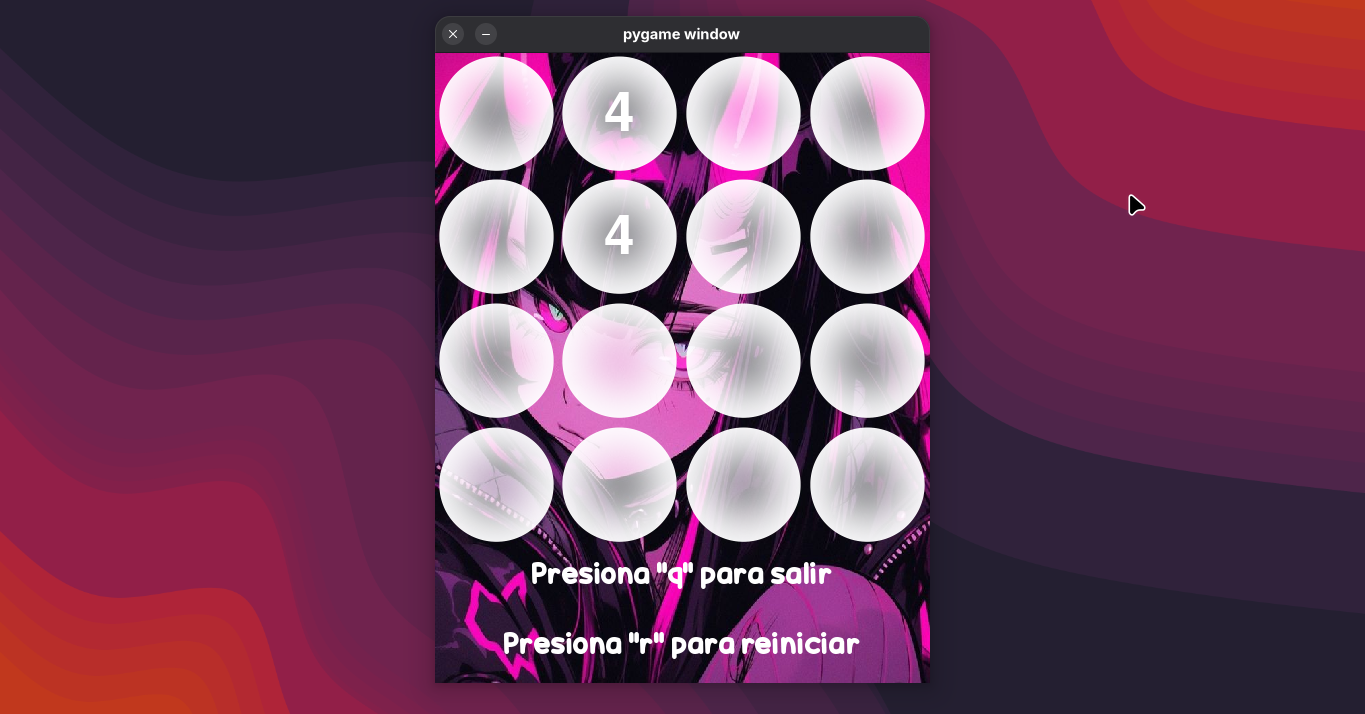 pygame window
4
4
Presiona "q" para salir
Presiona "r" para reiniciar